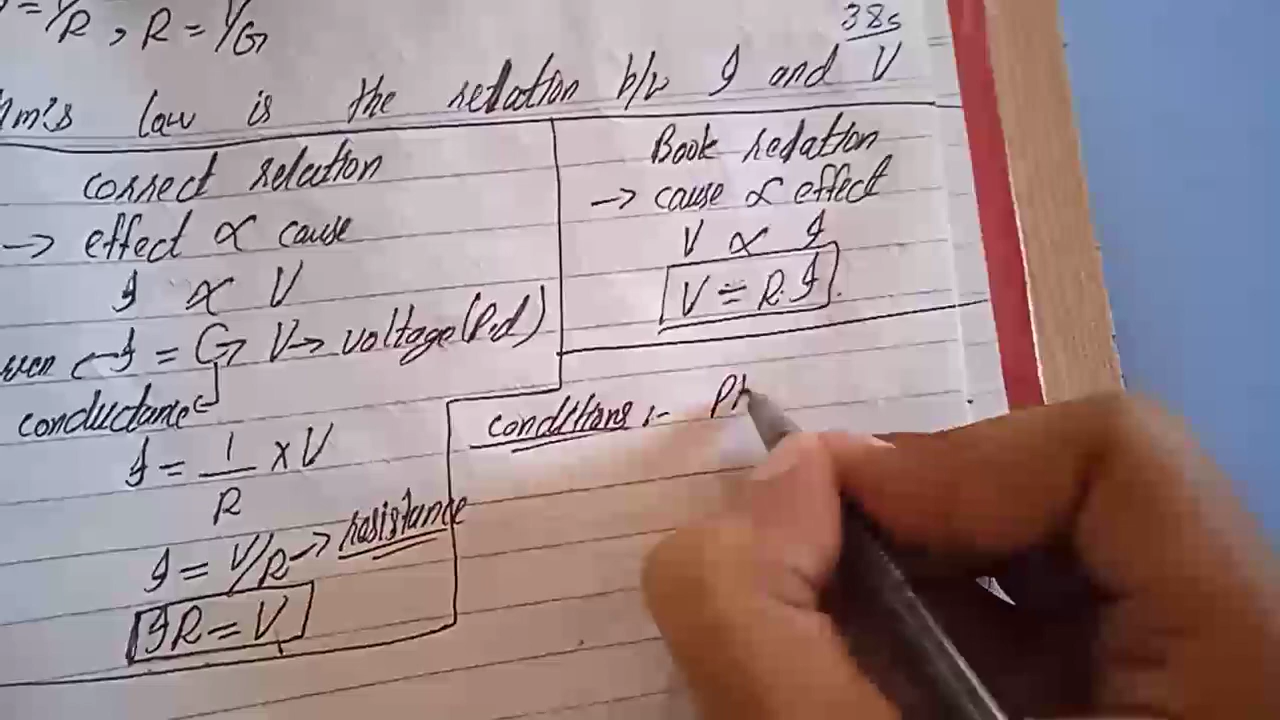 R, R = 1/G
38s
law is the relation b/w I and V
correct relation
→ effect ∝ cause
I ∝ V
I = G V → voltage (P.d)
conductance
I = 1/R × V
I = V/R → resistance
IR = V
Book relation
→ cause ∝ effect
V ∝ I
V = R.I
conditions :-